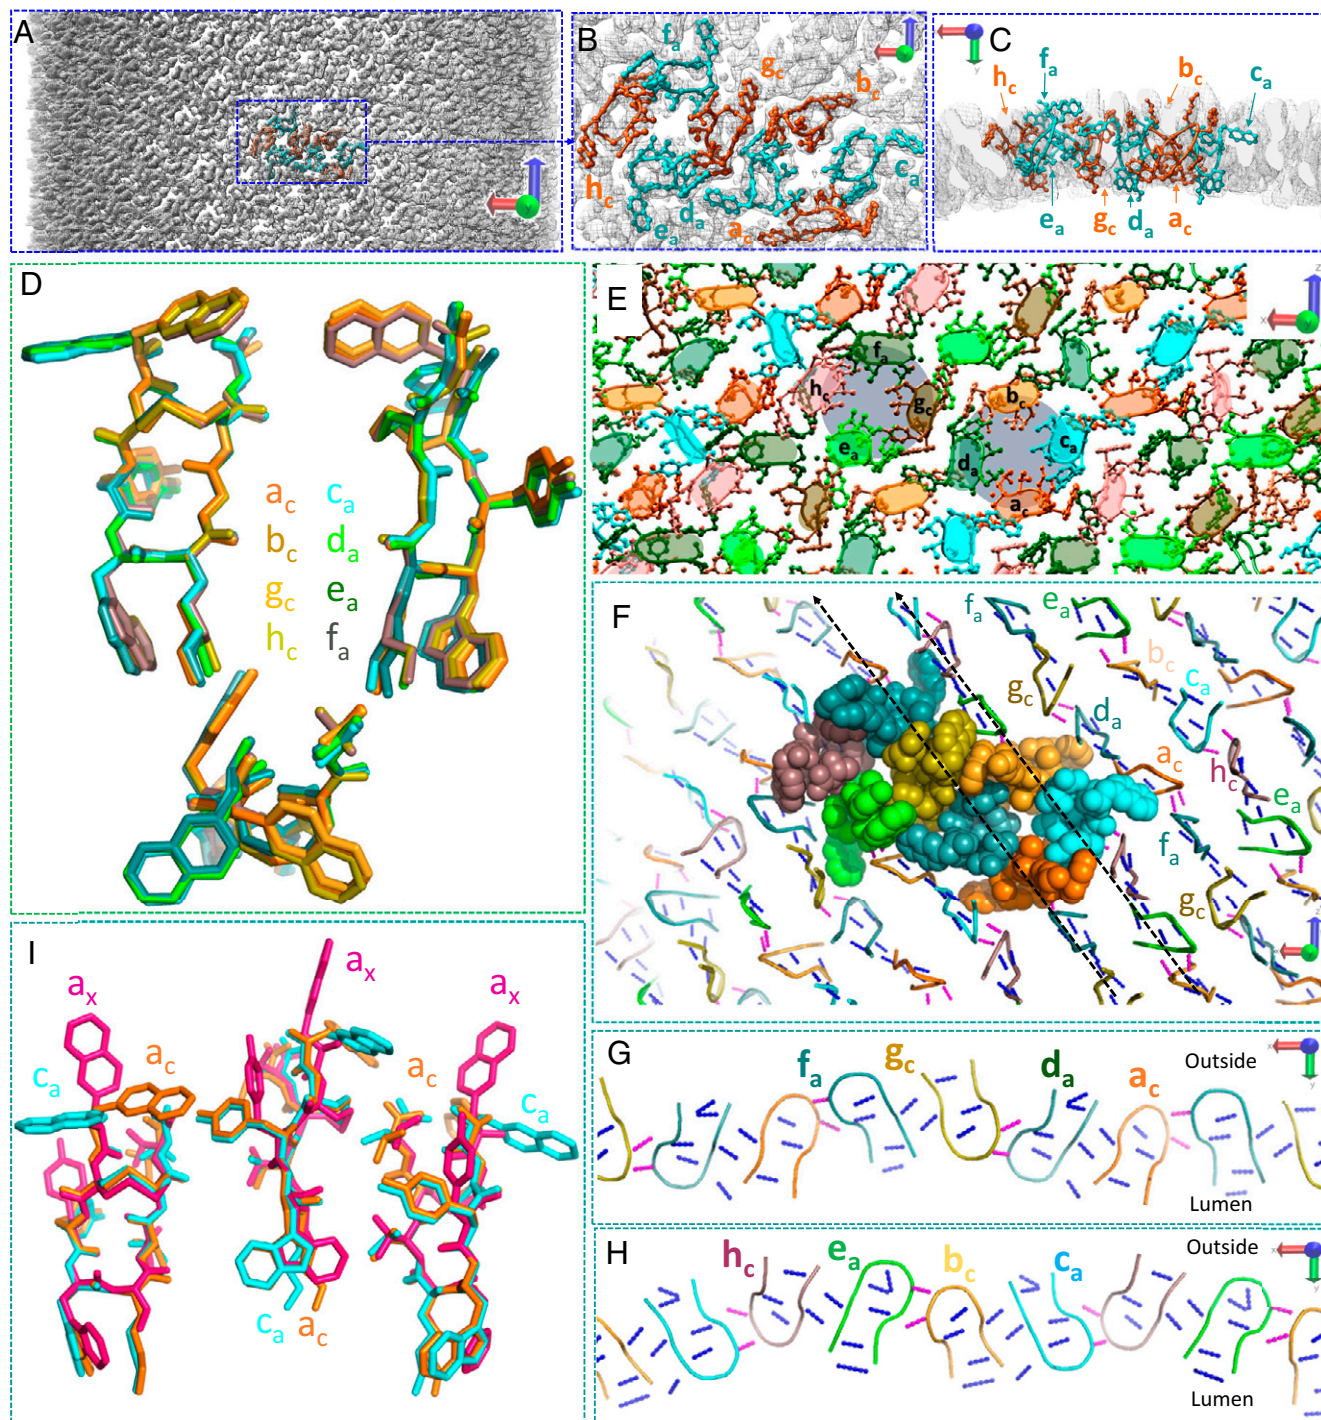 A
B
f_a
g_c
b_c
c_a
h_c
d_a
e_a
a_c
C
f_a
h_c
b_c
c_a
e_a
g_c
d_a
a_c
D
a_c c_a
b_c d_a
g_c e_a
h_c f_a
E
f_a
h_c
g_c
b_c
e_a
d_a
c_a
a_c
F
f_a
e_a
b_c
g_c
c_a
d_a
a_c
h_c
e_a
f_a
g_c
G
f_a
g_c
d_a
a_c
Outside
Lumen
H
h_c
e_a
b_c
c_a
Outside
Lumen
I
a_x
a_x
a_x
c_a
a_c
a_c
c_a
c_a
a_c